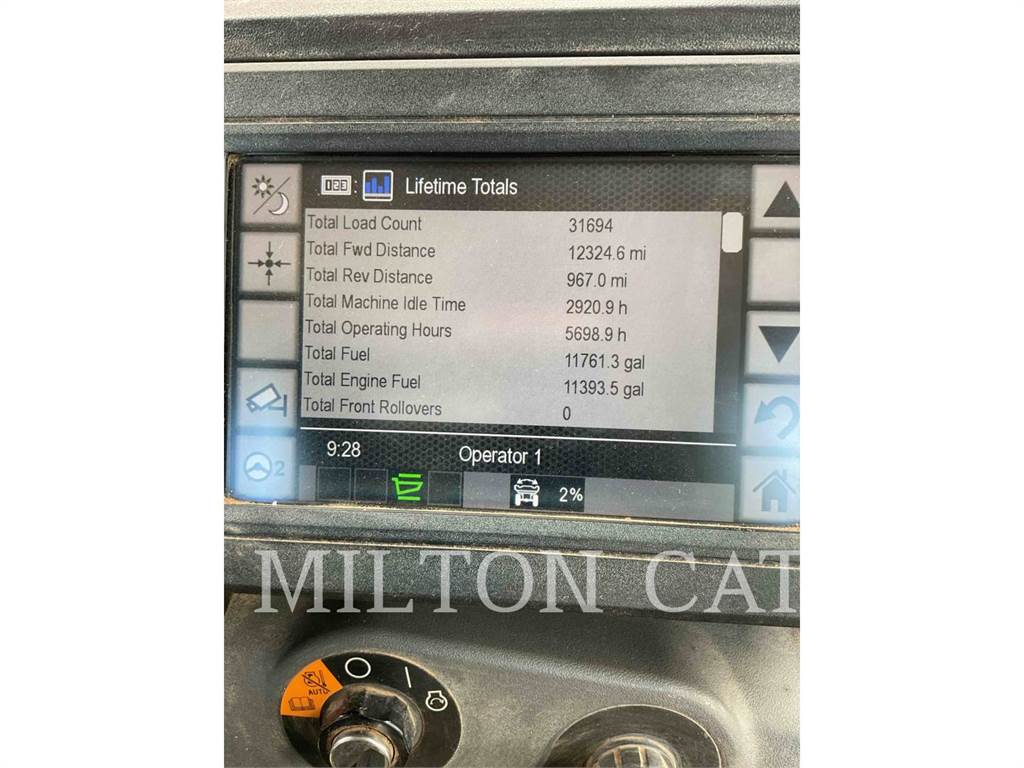 123 : Lifetime Totals
Total Load Count 31694
Total Fwd Distance 12324.6 mi
Total Rev Distance 967.0 mi
Total Machine Idle Time 2920.9 h
Total Operating Hours 5698.9 h
Total Fuel 11761.3 gal
Total Engine Fuel 11393.5 gal
Total Front Rollovers 0
9:28 Operator 1
2
2%
MILTON CAT
AUTO